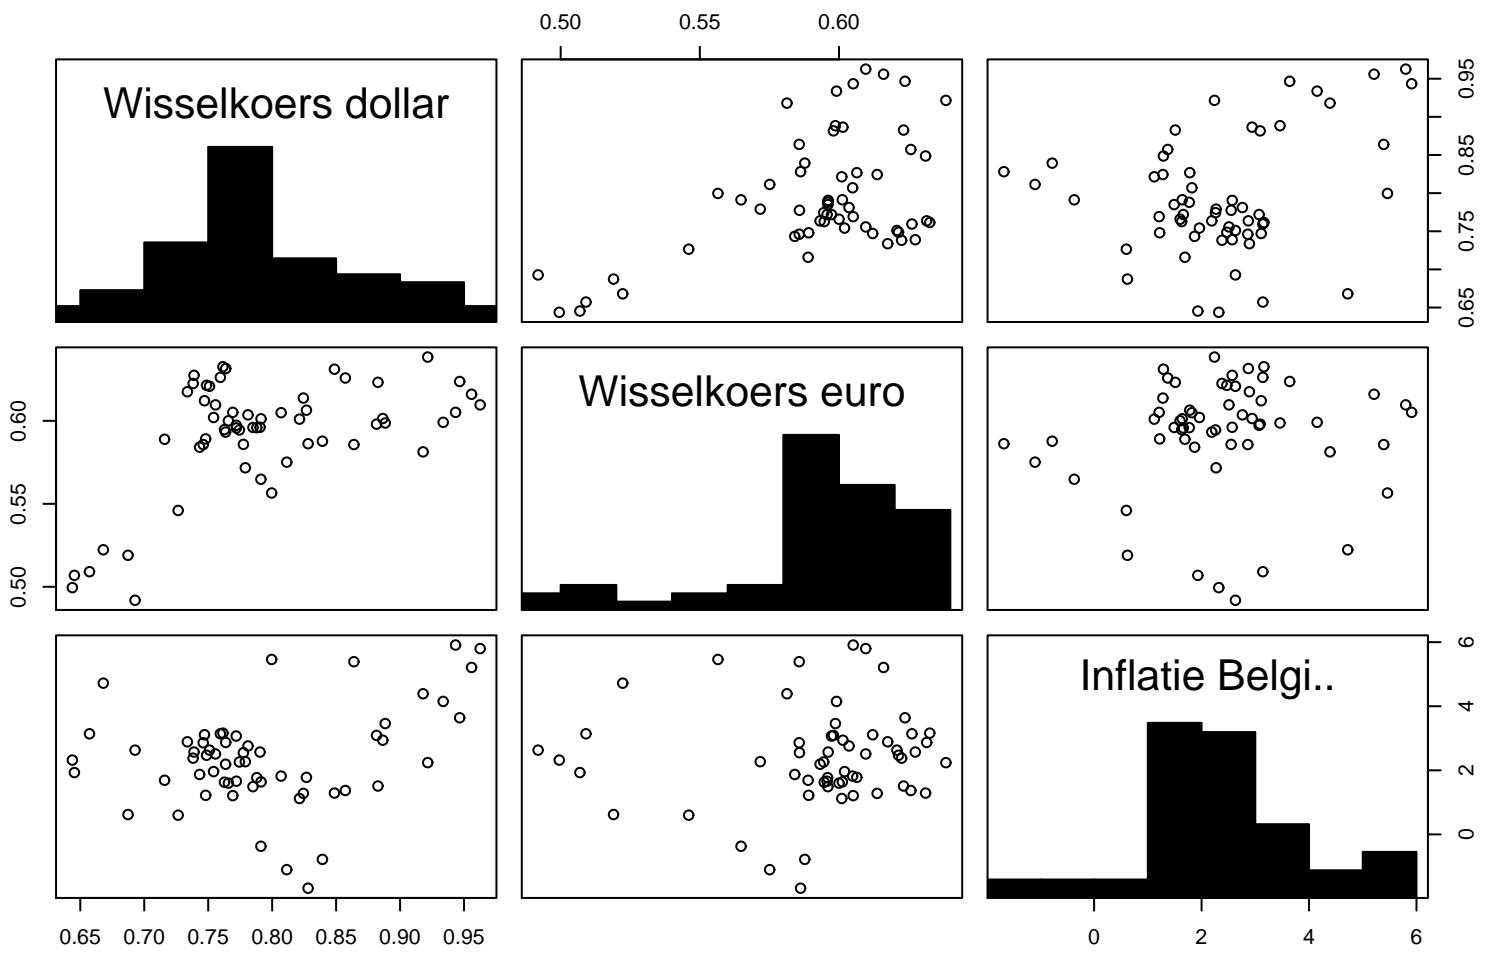 0.50 0.55 0.60
Wisselkoers dollar
0.65 0.75 0.85 0.95
Wisselkoers euro
0.50 0.55 0.60
Inflatie Belgi..
0 2 4 6
0.65 0.70 0.75 0.80 0.85 0.90 0.95
0 2 4 6